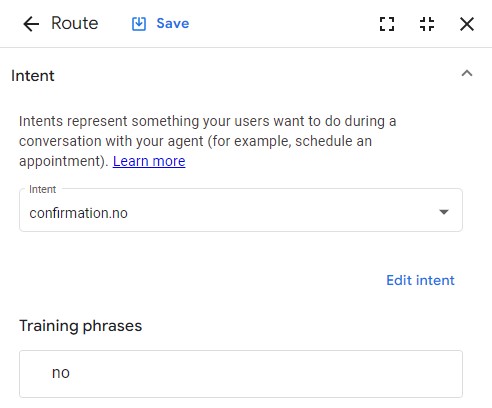 Route
Save
Intent
Intents represent something your users want to do during a
conversation with your agent (for example, schedule an
appointment). Learn more
Intent
confirmation.no
Edit intent
Training phrases
no